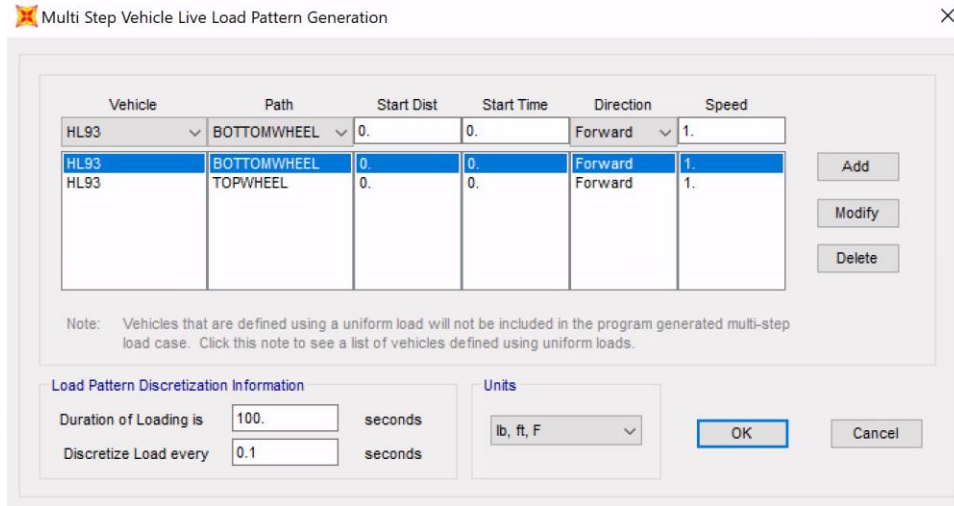 Multi Step Vehicle Live Load Pattern Generation
Vehicle Path Start Dist Start Time Direction Speed
HL93 BOTTOMWHEEL 0. 0. Forward 1.
HL93 BOTTOMWHEEL 0. 0. Forward 1.
HL93 TOPWHEEL 0. 0. Forward 1.
Add
Modify
Delete
Note: Vehicles that are defined using a uniform load will not be included in the program generated multi-step
load case. Click this note to see a list of vehicles defined using uniform loads.
Load Pattern Discretization Information
Duration of Loading is 100. seconds
Discretize Load every 0.1 seconds
Units
lb, ft, F
OK Cancel